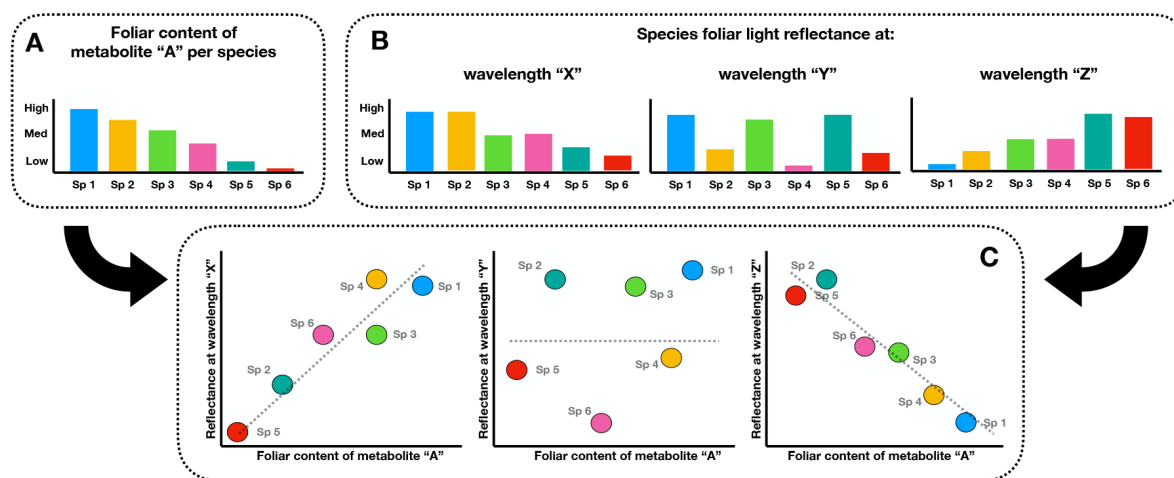 A
Foliar content of
metabolite “A” per species
High
Med
Low
Sp 1 Sp 2 Sp 3 Sp 4 Sp 5 Sp 6
B
Species foliar light reflectance at:
wavelength “X”
High
Med
Low
Sp 1 Sp 2 Sp 3 Sp 4 Sp 5 Sp 6
wavelength “Y”
Sp 1 Sp 2 Sp 3 Sp 4 Sp 5 Sp 6
wavelength “Z”
Sp 1 Sp 2 Sp 3 Sp 4 Sp 5 Sp 6
C
Reflectance at wavelength “X”
Sp 4
Sp 1
Sp 6
Sp 3
Sp 2
Sp 5
Foliar content of metabolite “A”
Reflectance at wavelength “Y”
Sp 2
Sp 1
Sp 3
Sp 4
Sp 5
Sp 6
Foliar content of metabolite “A”
Reflectance at wavelength “Z”
Sp 2
Sp 5
Sp 6
Sp 3
Sp 4
Sp 1
Foliar content of metabolite “A”